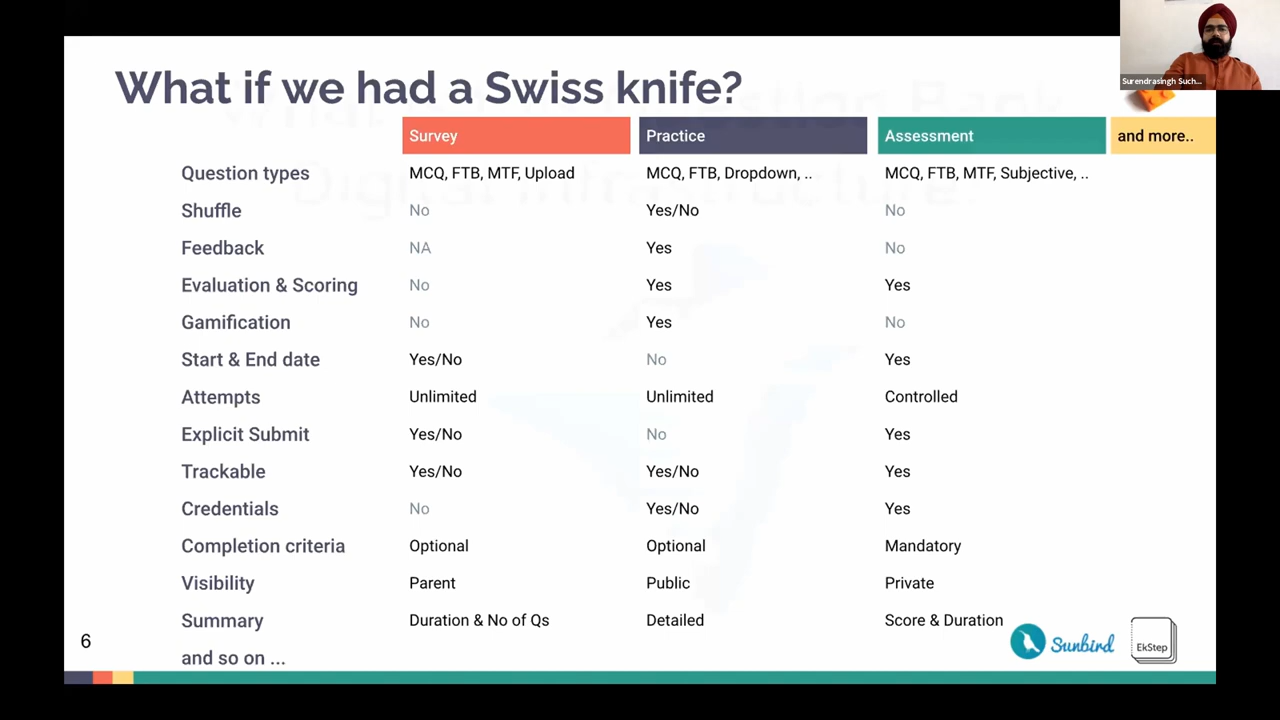 Surendrasingh Such...
What if we had a Swiss knife?
Survey Practice Assessment and more..
Question types MCQ, FTB, MTF, Upload MCQ, FTB, Dropdown, .. MCQ, FTB, MTF, Subjective, ..
Shuffle No Yes/No No
Feedback NA Yes No
Evaluation & Scoring No Yes Yes
Gamification No Yes No
Start & End date Yes/No No Yes
Attempts Unlimited Unlimited Controlled
Explicit Submit Yes/No No Yes
Trackable Yes/No Yes/No Yes
Credentials No Yes/No Yes
Completion criteria Optional Optional Mandatory
Visibility Parent Public Private
Summary Duration & No of Qs Detailed Score & Duration
and so on ...
6
Sunbird
EkStep